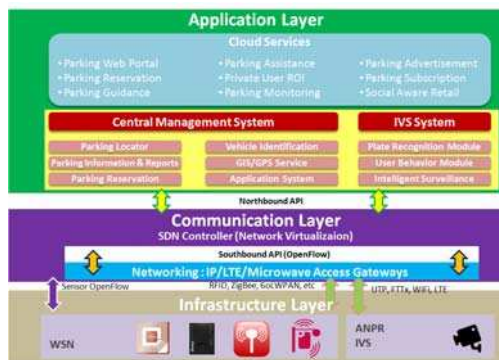 Application Layer
Cloud Services
• Parking Web Portal
• Parking Reservation
• Parking Guidance
• Parking Assistance
• Private User ROI
• Parking Monitoring
• Parking Advertisement
• Parking Subscription
• Social Aware Retail
Central Management System
Parking Locator
Parking Information & Reports
Parking Reservation
Vehicle Identification
GIS/GPS Service
Application System
IVS System
Plate Recognition Module
User Behavior Module
Intelligent Surveillance
Northbound API
Communication Layer
SDN Controller (Network Virtualizaion)
Southbound API (OpenFlow)
Networking : IP/LTE/Microwave Access Gateways
Sensor OpenFlow
RFID, ZigBee, 6oLWPAN, etc
UTP, FTTx, WiFi, LTE
Infrastructure Layer
WSN
ANPR
IVS